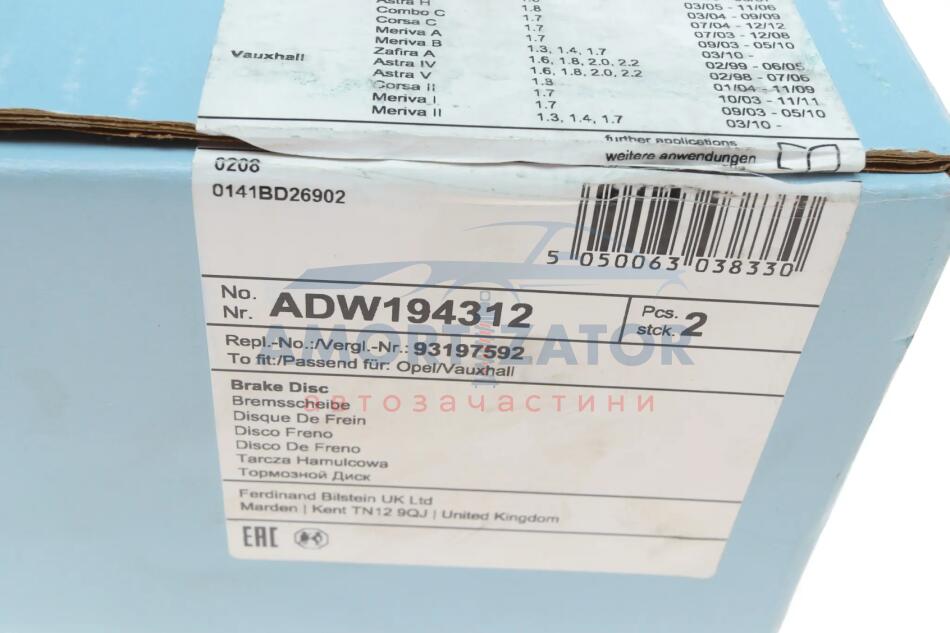 03/05 - 11/06
Astra H 1.8 03/04 - 09/09
Combo C 1.7 07/04 - 12/12
Corsa C 1.7 07/03 - 12/08
Meriva A 1.7 09/03 - 05/10
Meriva B 1.3, 1.4, 1.7 03/10 -
Zafira A 1.6, 1.8, 2.0, 2.2 02/99 - 06/05
Vauxhall Astra IV 1.6, 1.8, 2.0, 2.2 02/98 - 07/06
Astra V 1.8 01/04 - 11/09
Corsa II 1.7 10/03 - 11/11
Meriva I 1.7 09/03 - 05/10
Meriva II 1.3, 1.4, 1.7 03/10 -
further applications
weitere anwendungen
0208
0141BD26902
5 050063 038330
No.
Nr. ADW194312
Pcs.
stck. 2
Repl.-No.:/Vergl.-Nr.: 93197592
To fit:/Passend für: Opel/Vauxhall
AMORTIZATOR
автозачастини
Brake Disc
Bremsscheibe
Disque De Frein
Disco Freno
Disco De Freno
Tarcza Hamulcowa
Тормозной Диск
Ferdinand Bilstein UK Ltd
Marden | Kent TN12 9QJ | United Kingdom
EAC